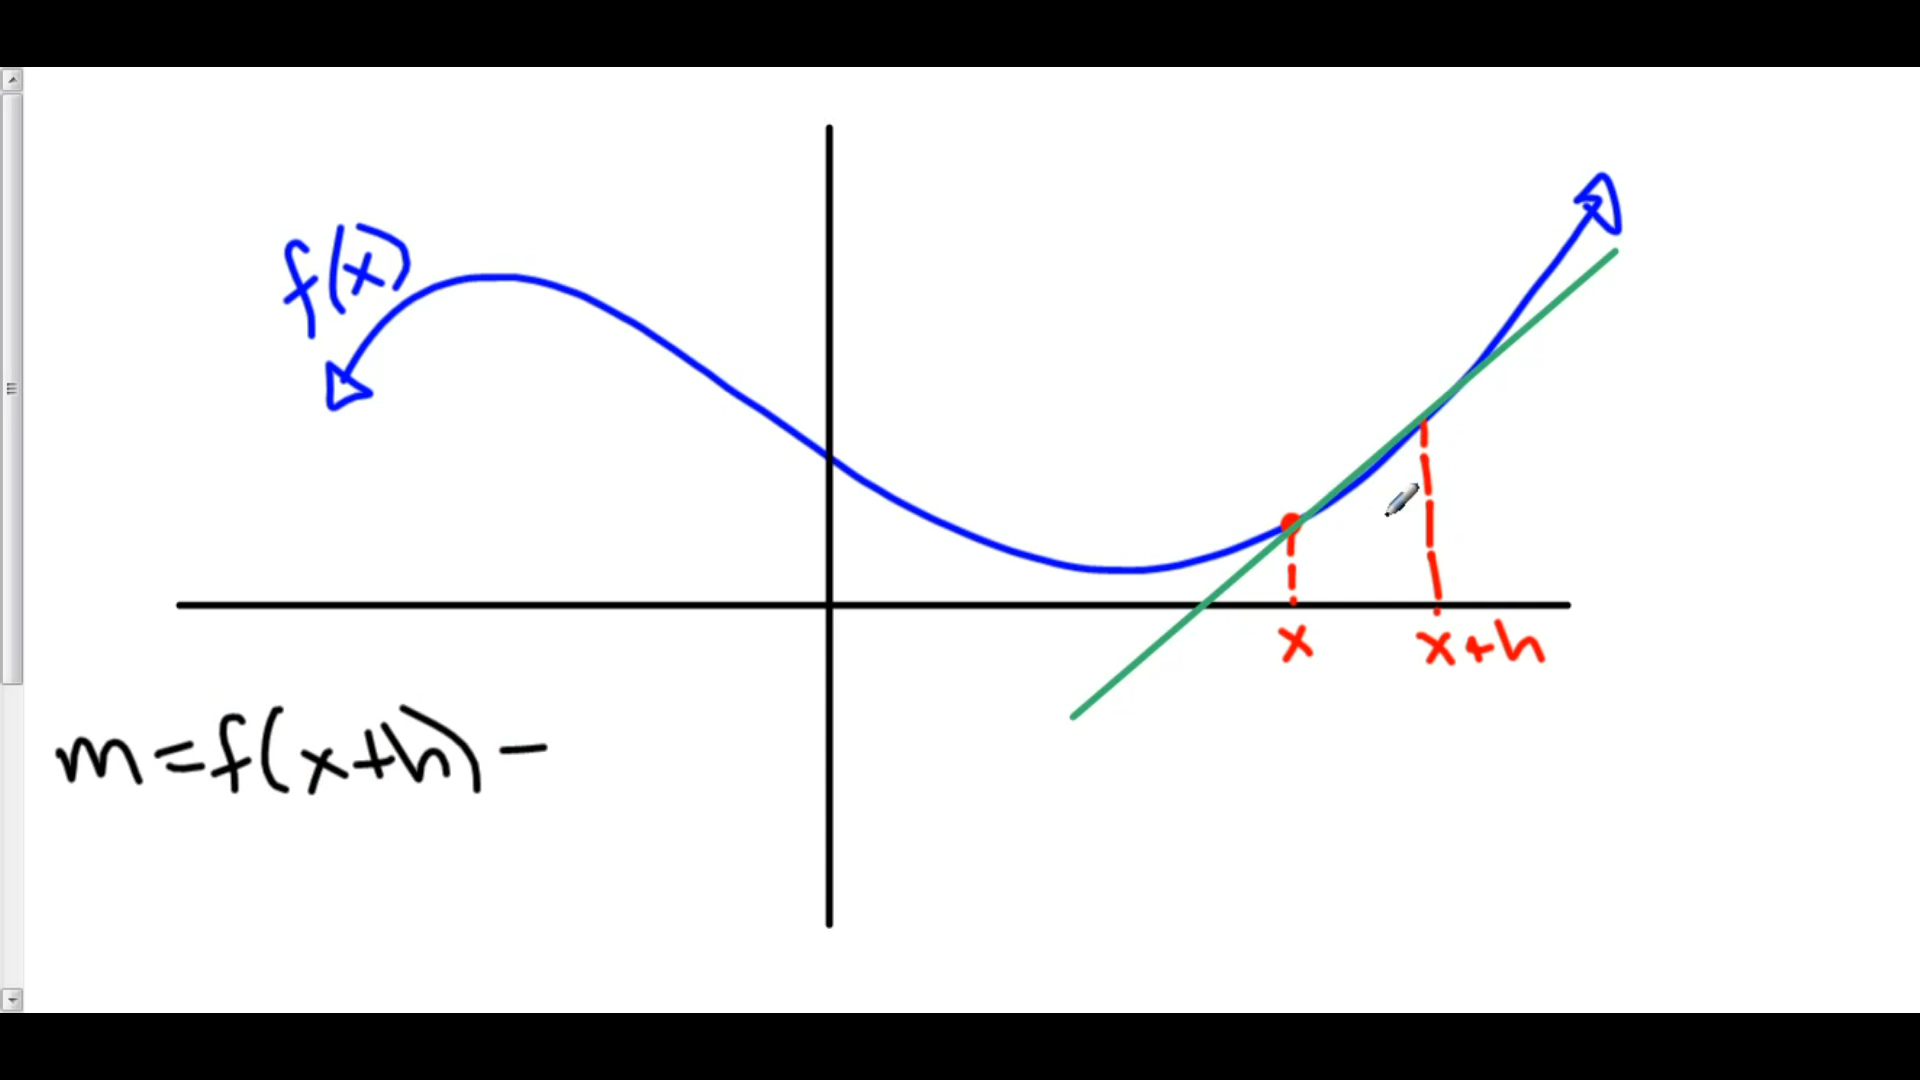 f(x)
x
x+h
m=f(x+h)-